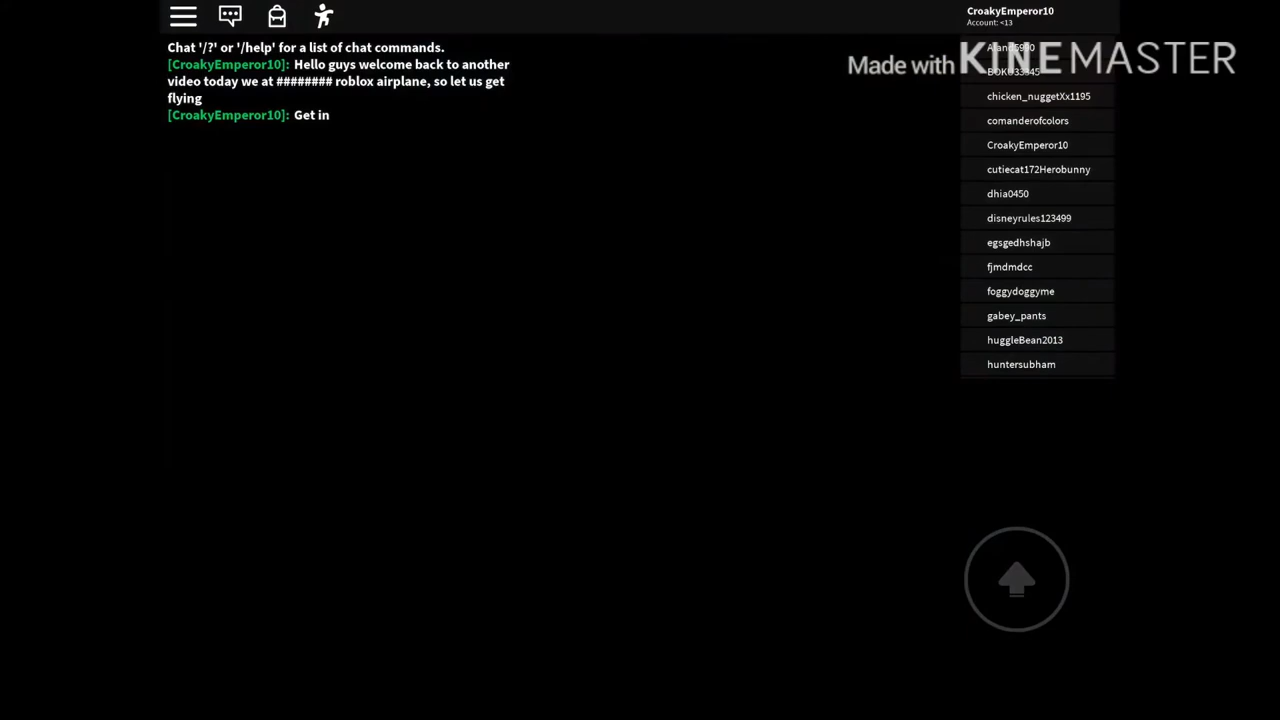 CroakyEmperor10
Account: <13
Chat '/?' or '/help' for a list of chat commands.
[CroakyEmperor10]: Hello guys welcome back to another
video today we at ######## roblox airplane, so let us get
flying
[CroakyEmperor10]: Get in
Made with KINEMASTER
chicken_nuggetXx1195
comanderofcolors
CroakyEmperor10
cutiecat172Herobunny
dhia0450
disneyrules123499
egsgedhshajb
fjmdmdcc
foggydoggyme
gabey_pants
huggleBean2013
huntersubham